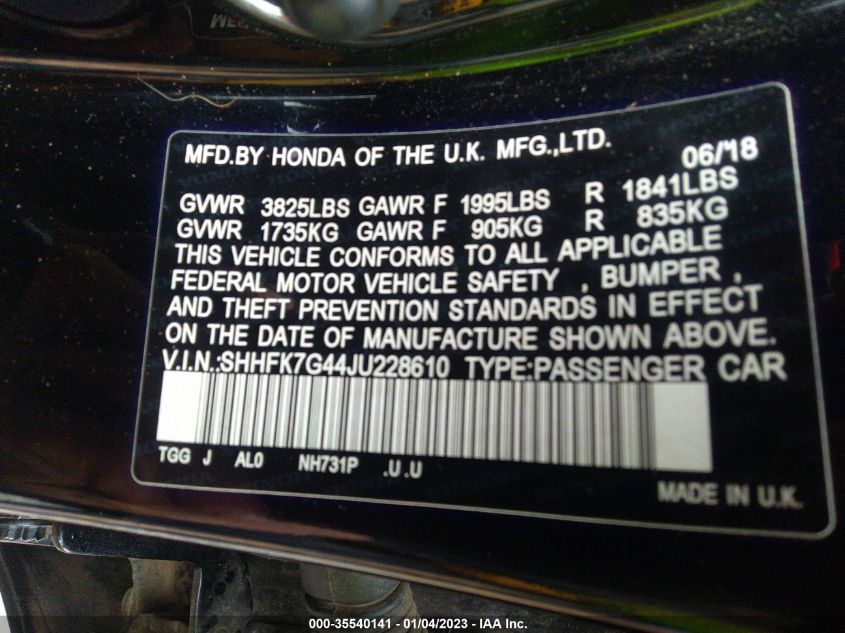 MFD.BY HONDA OF THE U.K. MFG.,LTD. 06/18
GVWR 3825LBS GAWR F 1995LBS R 1841LBS
GVWR 1735KG GAWR F 905KG R 835KG
THIS VEHICLE CONFORMS TO ALL APPLICABLE
FEDERAL MOTOR VEHICLE SAFETY , BUMPER ,
AND THEFT PREVENTION STANDARDS IN EFFECT
ON THE DATE OF MANUFACTURE SHOWN ABOVE.
V.I.N.:SHHFK7G44JU228610 TYPE:PASSENGER CAR
TGG J AL0 NH731P .U .U
MADE IN U.K.
000-35540141 — 01/04/2023 - IAA Inc.